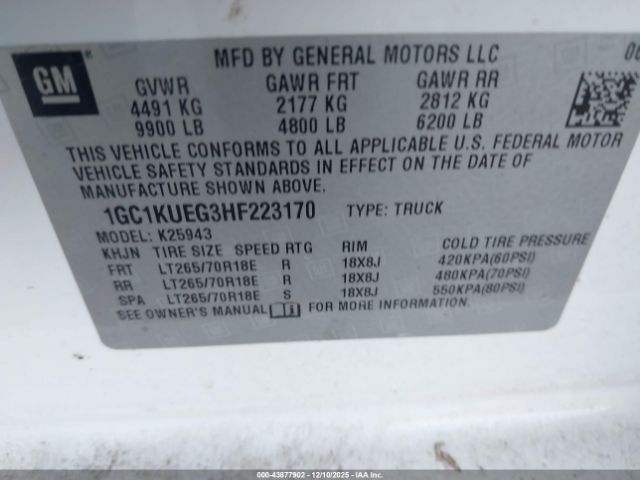 GM
MFD BY GENERAL MOTORS LLC
GVWR GAWR FRT GAWR RR
4491 KG 2177 KG 2812 KG
9900 LB 4800 LB 6200 LB
THIS VEHICLE CONFORMS TO ALL APPLICABLE U.S. FEDERAL MOTOR
VEHICLE SAFETY STANDARDS IN EFFECT ON THE DATE OF
MANUFACTURE SHOWN ABOVE.
1GC1KUEG3HF223170 TYPE: TRUCK
MODEL: K25943
KHJN TIRE SIZE SPEED RTG RIM COLD TIRE PRESSURE
FRT LT265/70R18E R 18X8J 420KPA(60PSI)
RR LT265/70R18E R 18X8J 480KPA(70PSI)
SPA LT265/70R18E S 18X8J 550KPA(80PSI)
SEE OWNER'S MANUAL FOR MORE INFORMATION.
000-43877902 - 12/10/2025 - Copyright © IAA, LLC